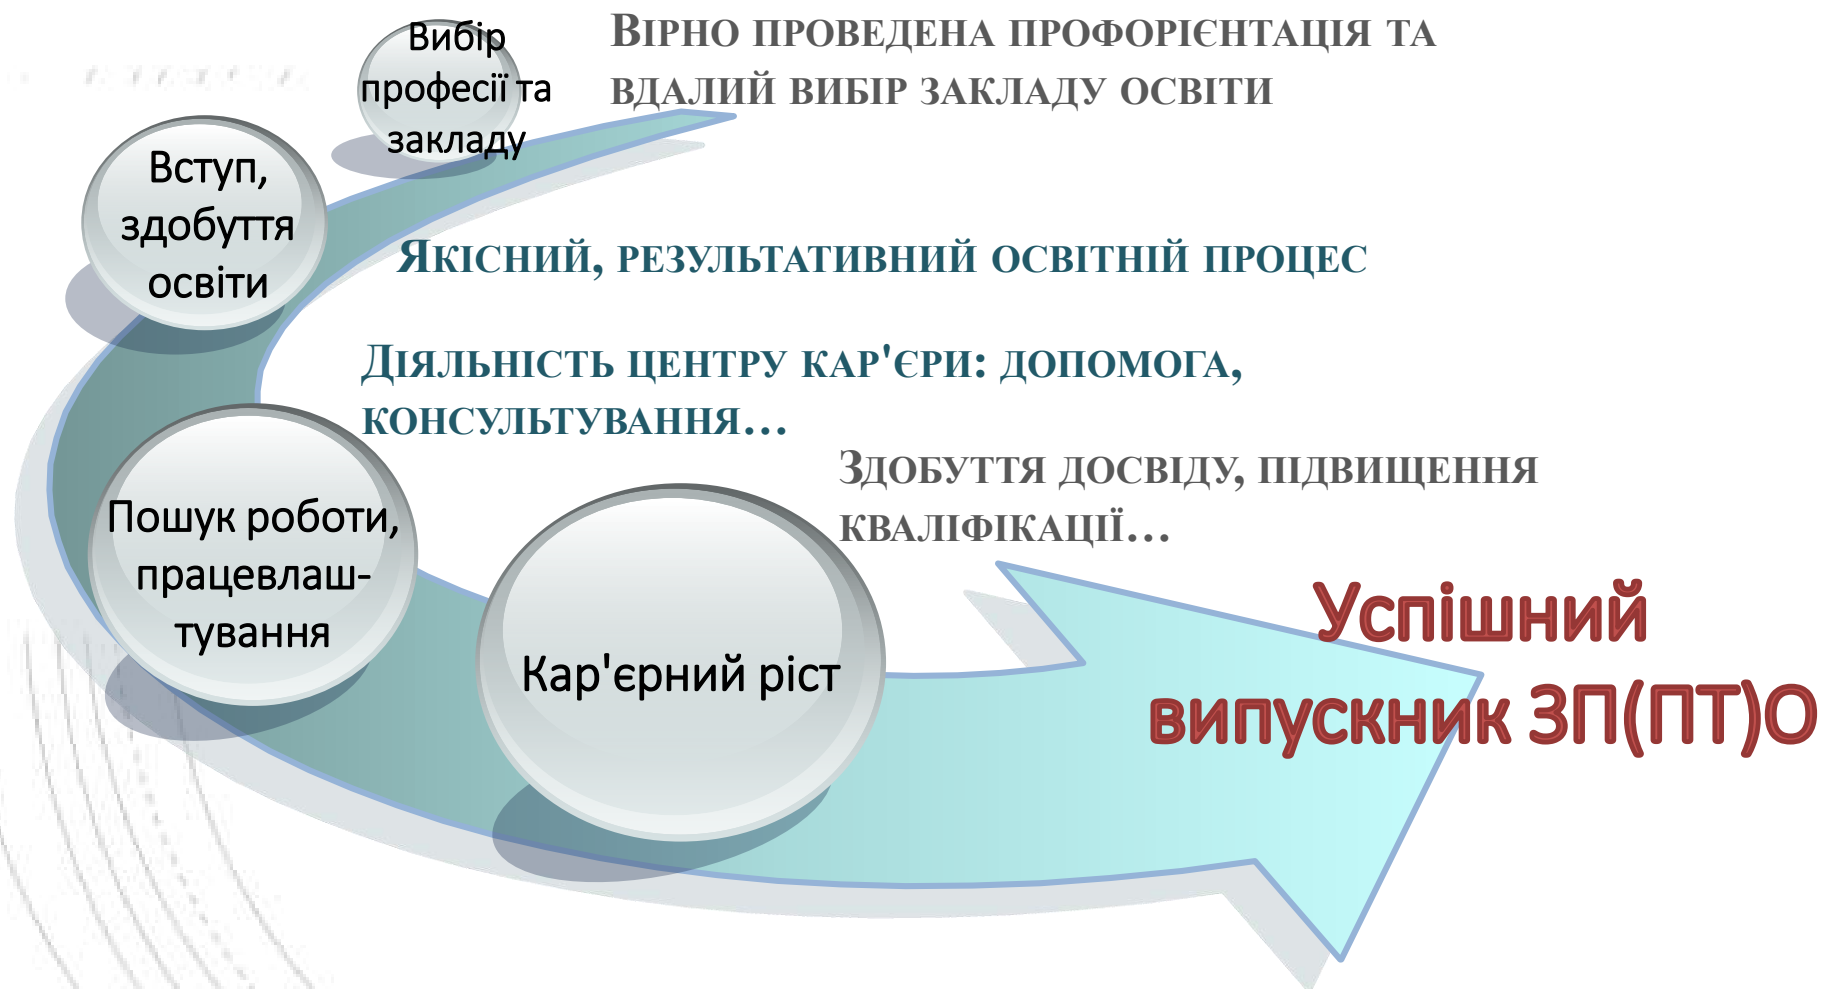 Вибір
професії та
закладу
Вірно проведена профорієнтація та
вдалий вибір закладу освіти
Вступ,
здобуття
освіти
Якісний, результативний освітній процес
Діяльність центру кар'єри: допомога,
консультування...
Пошук роботи,
працевлаш-
тування
Здобуття досвіду, підвищення
кваліфікації...
Кар'єрний ріст
Успішний
випускник ЗП(ПТ)О